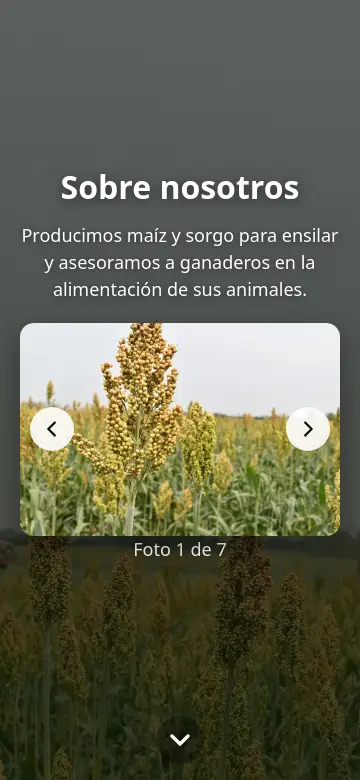 Sobre nosotros
Producimos maíz y sorgo para ensilar
y asesoramos a ganaderos en la
alimentación de sus animales.
Foto 1 de 7